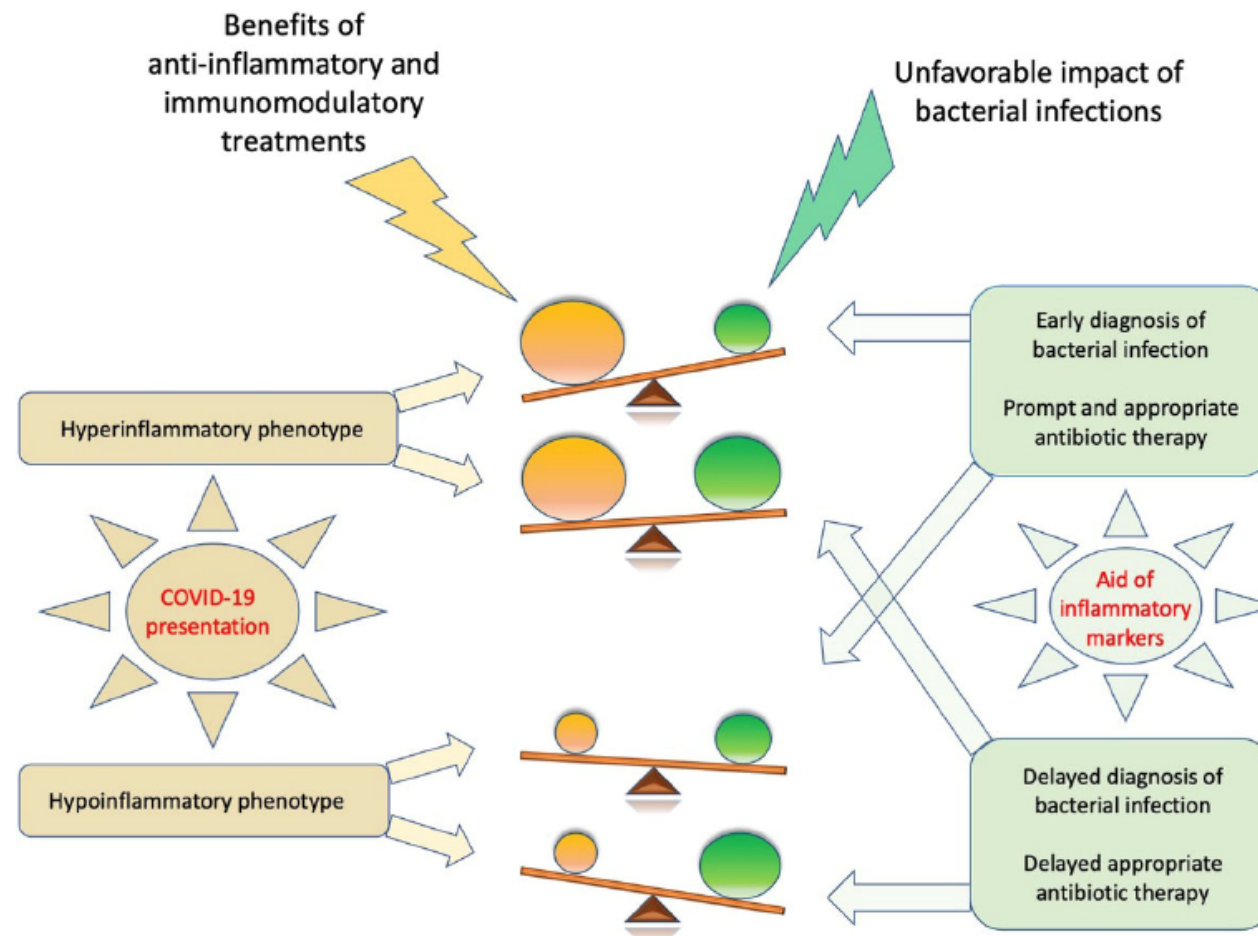 Benefits of
anti-inflammatory and
immunomodulatory
treatments
Unfavorable impact of
bacterial infections
Early diagnosis of
bacterial infection
Prompt and appropriate
antibiotic therapy
Hyperinflammatory phenotype
COVID-19
presentation
Aid of
inflammatory
markers
Hypoinflammatory phenotype
Delayed diagnosis of
bacterial infection
Delayed appropriate
antibiotic therapy